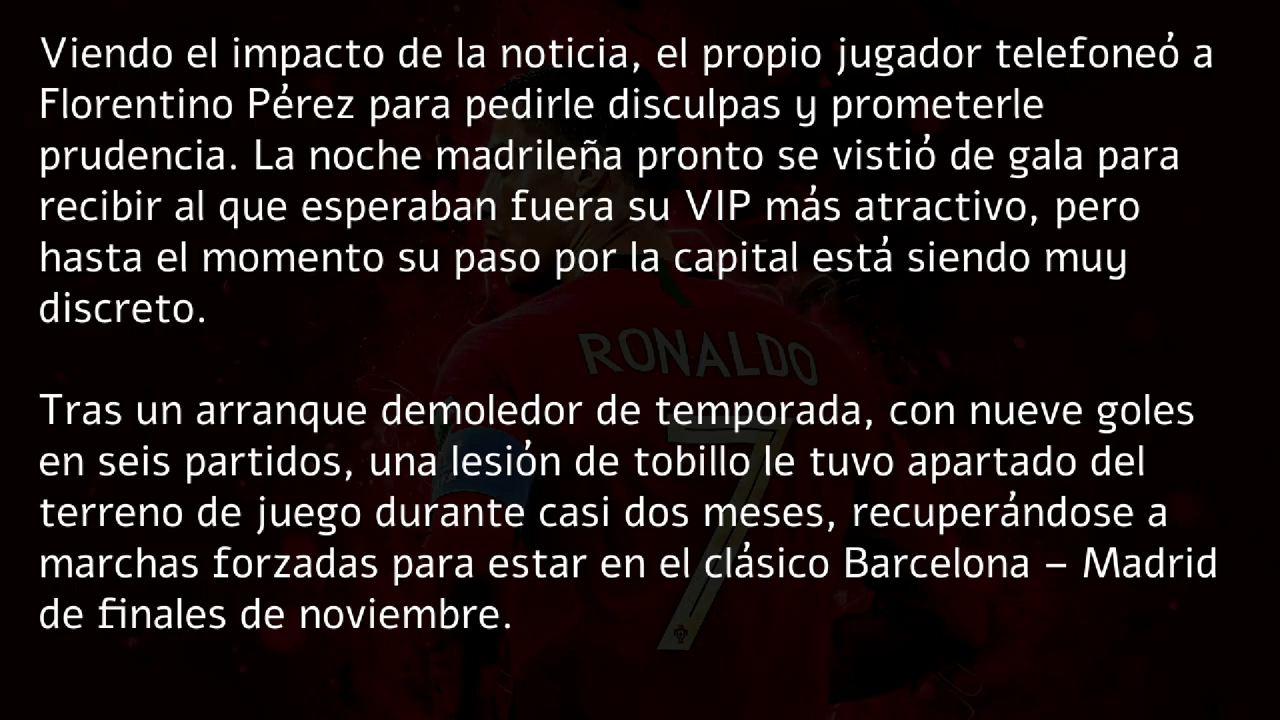 Viendo el impacto de la noticia, el propio jugador telefoneó a
Florentino Pérez para pedirle disculpas y prometerle
prudencia. La noche madrileña pronto se vistió de gala para
recibir al que esperaban fuera su VIP más atractivo, pero
hasta el momento su paso por la capital está siendo muy
discreto.
RONALDO
7
Tras un arranque demoledor de temporada, con nueve goles
en seis partidos, una lesión de tobillo le tuvo apartado del
terreno de juego durante casi dos meses, recuperándose a
marchas forzadas para estar en el clásico Barcelona – Madrid
de finales de noviembre.